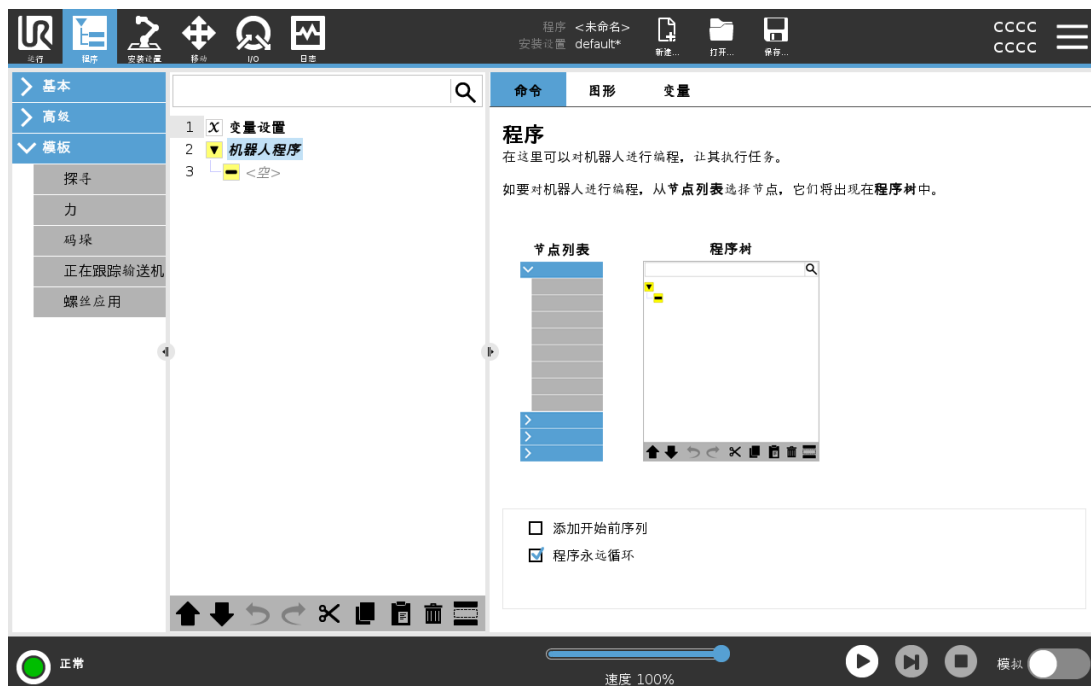 程序 <未命名>
安装设置 default*
CCCC
CCCC
运行
程序
安装设置
移动
I/O
日志
新建...
打开...
保存...
基本
高级
模板
探寻
力
码垛
正在跟踪输送机
螺丝应用
1 X 变量设置
2 机器人程序
3 <空>
命令 图形 变量
程序
在这里可以对机器人进行编程，让其执行任务。
如要对机器人进行编程，从节点列表选择节点，它们将出现在程序树中。
节点列表 程序树
添加开始前序列
程序永远循环
正常
速度 100%
模拟